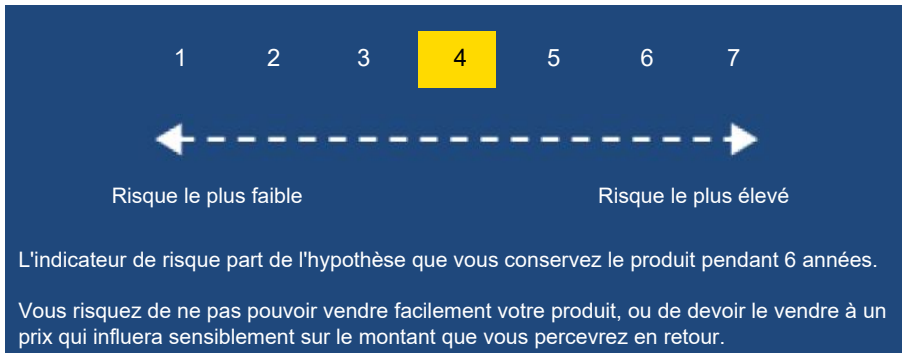 1 2 3 4 5 6 7
Risque le plus faible Risque le plus élevé
L'indicateur de risque part de l'hypothèse que vous conservez le produit pendant 6 années.
Vous risquez de ne pas pouvoir vendre facilement votre produit, ou de devoir le vendre à un
prix qui influera sensiblement sur le montant que vous percevrez en retour.